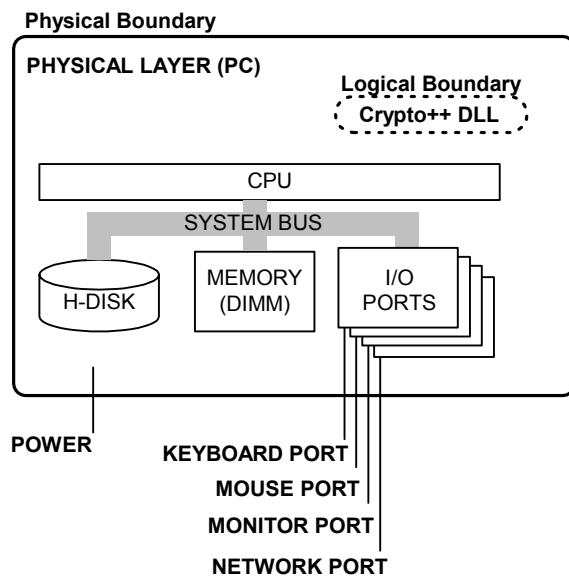 Physical Boundary
PHYSICAL LAYER (PC)
Logical Boundary
Crypto++ DLL
CPU
SYSTEM BUS
H-DISK
MEMORY
(DIMM)
I/O
PORTS
POWER
KEYBOARD PORT
MOUSE PORT
MONITOR PORT
NETWORK PORT